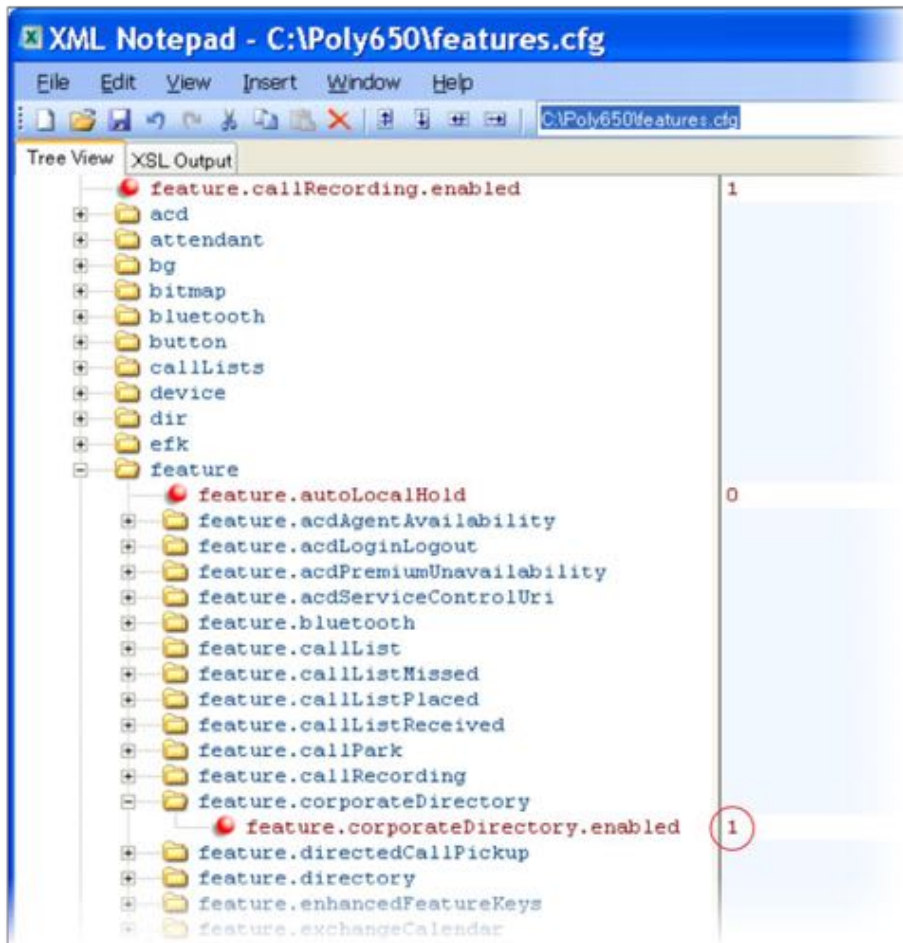 XML Notepad - C:\Poly650\features.cfg
File Edit View Insert Window Help
C:\Poly650\features.cfg
Tree View XSL Output
feature.callRecording.enabled 1
acd
attendant
bg
bitmap
bluetooth
button
callLists
device
dir
efk
feature
feature.autoLocalHold 0
feature.acdAgentAvailability
feature.acdLoginLogout
feature.acdPremiumUnavailability
feature.acdServiceControlUri
feature.bluetooth
feature.callList
feature.callListMissed
feature.callListPlaced
feature.callListReceived
feature.callPark
feature.callRecording
feature.corporateDirectory
feature.corporateDirectory.enabled 1
feature.directedCallPickup
feature.directory
feature.enhancedFeatureKeys
feature.exchangeCalendar